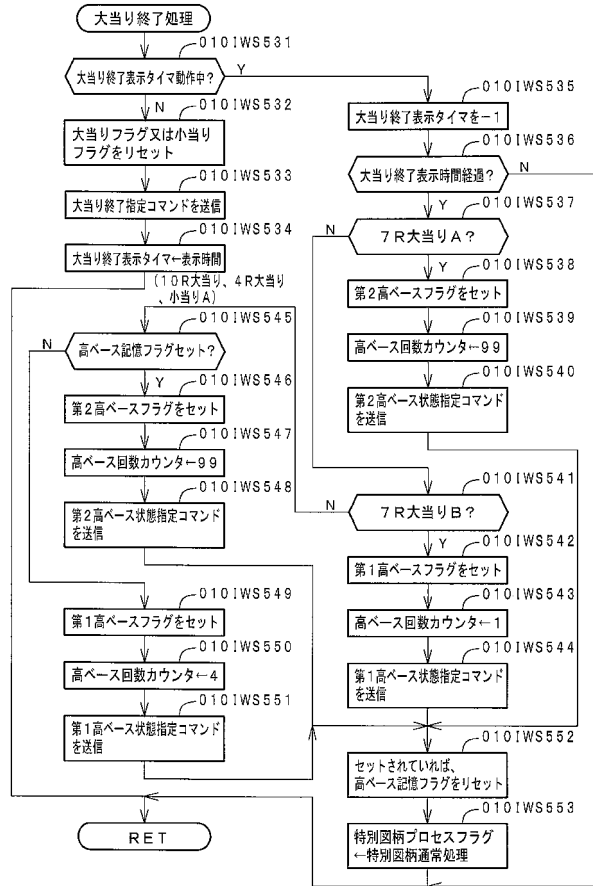 大当り終了処理
010IWS531
大当り終了表示タイマ動作中?
Y
N
010IWS532
大当りフラグ又は小当り
フラグをリセット
010IWS533
大当り終了指定コマンドを送信
010IWS534
大当り終了表示タイマ←表示時間
010IWS535
大当り終了表示タイマを-1
010IWS536
大当り終了表示時間経過?
N
Y
010IWS537
7R大当りA?
N
Y
010IWS538
第2高ベースフラグをセット
010IWS539
高ベース回数カウンタ←99
010IWS540
第2高ベース状態指定コマンド
を送信
(10R大当り、4R大当り
、小当りA)
010IWS545
高ベース記憶フラグセット?
N
Y
010IWS546
第2高ベースフラグをセット
010IWS547
高ベース回数カウンタ←99
010IWS548
第2高ベース状態指定コマンド
を送信
010IWS541
7R大当りB?
N
Y
010IWS542
第1高ベースフラグをセット
010IWS543
高ベース回数カウンタ←1
010IWS544
第1高ベース状態指定コマンド
を送信
010IWS549
第1高ベースフラグをセット
010IWS550
高ベース回数カウンタ←4
010IWS551
第1高ベース状態指定コマンド
を送信
010IWS552
セットされていれば、
高ベース記憶フラグをリセット
010IWS553
特別図柄プロセスフラグ
←特別図柄通常処理
RET